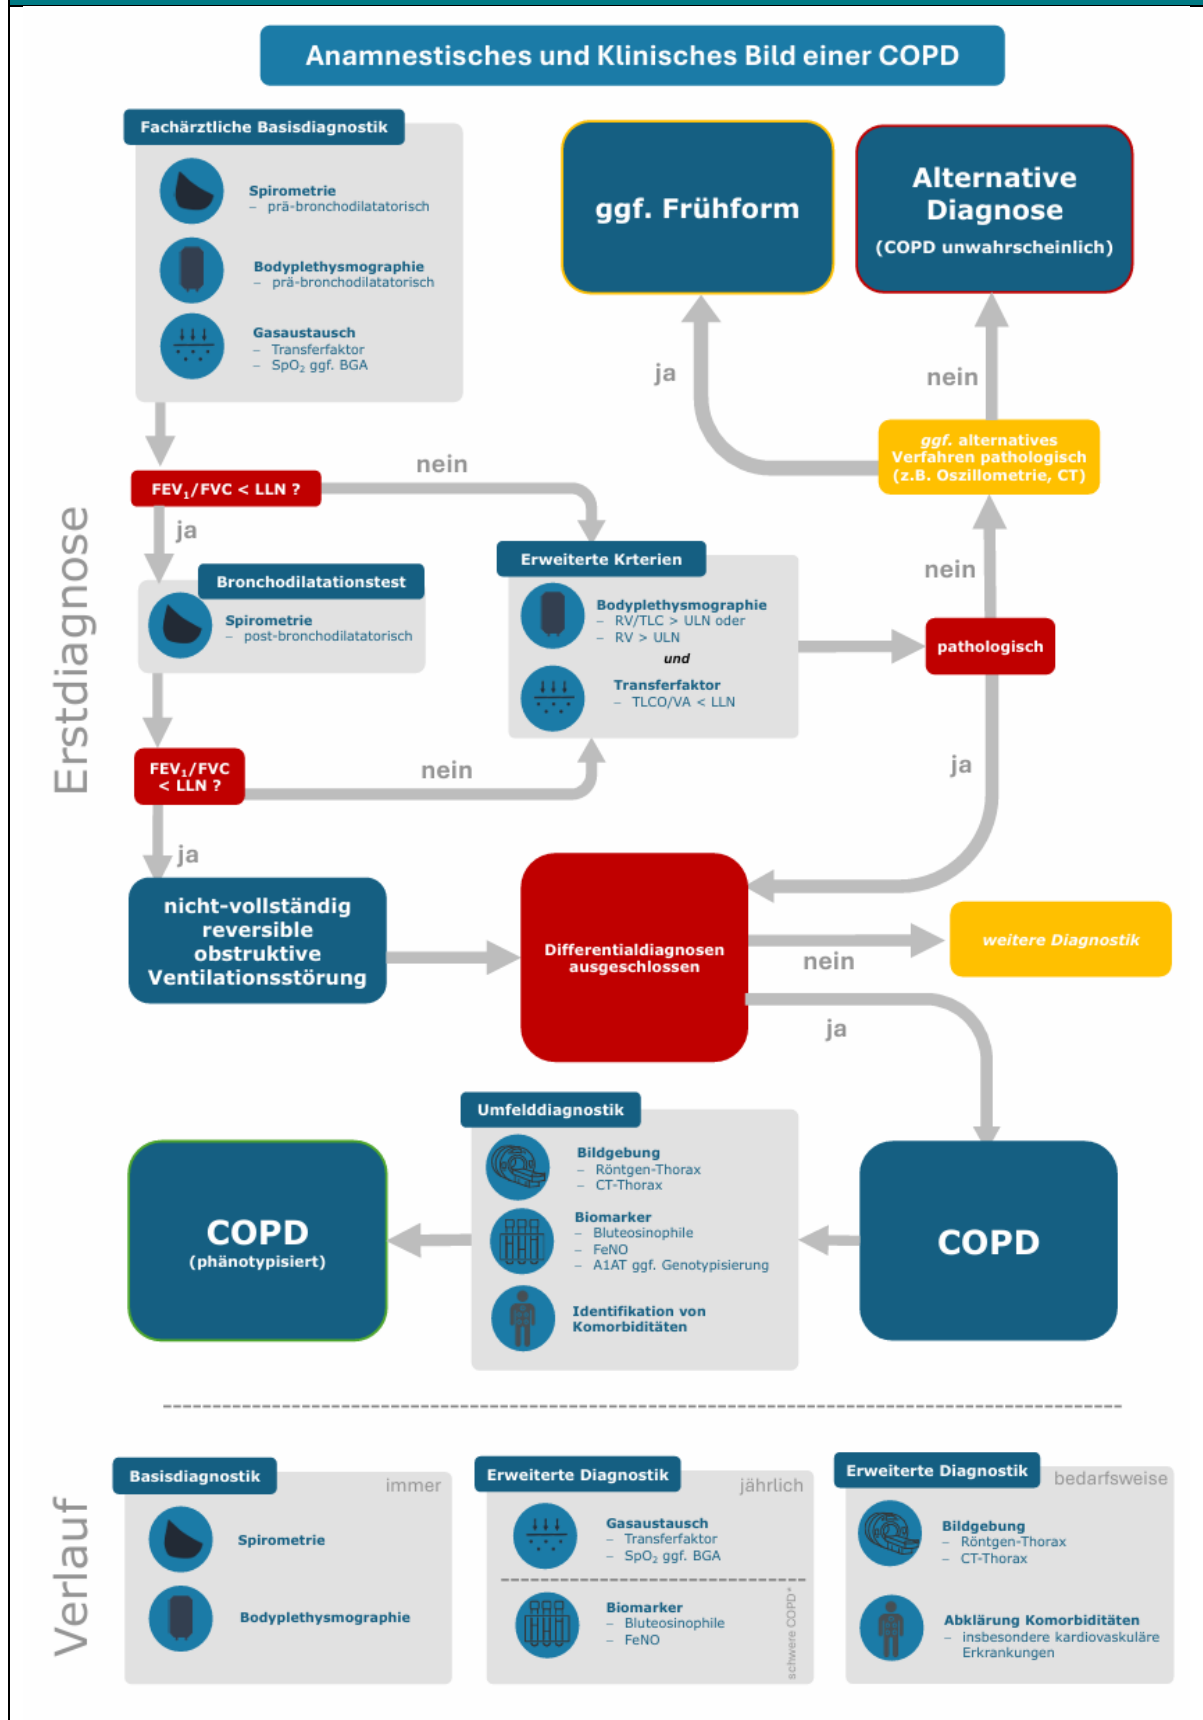 Anamnestisches und Klinisches Bild einer COPD
Erstdiagnose
Fachärztliche Basisdiagnostik
Spirometrie
– prä-bronchodilatatorisch
Bodyplethysmographie
– prä-bronchodilatatorisch
Gasaustausch
– Transferfaktor
– SpO₂ ggf. BGA
ggf. Frühform
Alternative
Diagnose
(COPD unwahrscheinlich)
ja
nein
ggf. alternatives
Verfahren pathologisch
(z.B. Oszillometrie, CT)
FEV₁/FVC < LLN ?
nein
ja
Bronchodilatationstest
Spirometrie
– post-bronchodilatatorisch
Erweiterte Krterien
Bodyplethysmographie
– RV/TLC > ULN oder
– RV > ULN
und
Transferfaktor
– TLCO/VA < LLN
nein
pathologisch
ja
FEV₁/FVC
< LLN ?
nein
ja
nicht-vollständig
reversible
obstruktive
Ventilationsstörung
Differentialdiagnosen
ausgeschlossen
nein
weitere Diagnostik
ja
COPD
Umfelddiagnostik
Bildgebung
– Röntgen-Thorax
– CT-Thorax
Biomarker
– Bluteosinophile
– FeNO
– A1AT ggf. Genotypisierung
Identifikation von
Komorbiditäten
COPD
(phänotypisiert)
Verlauf
Basisdiagnostik
immer
Spirometrie
Bodyplethysmographie
Erweiterte Diagnostik
jährlich
Gasaustausch
– Transferfaktor
– SpO₂ ggf. BGA
Biomarker
– Bluteosinophile
– FeNO
schwere COPD*
Erweiterte Diagnostik
bedarfsweise
Bildgebung
– Röntgen-Thorax
– CT-Thorax
Abklärung Komorbiditäten
– insbesondere kardiovaskuläre
Erkrankungen